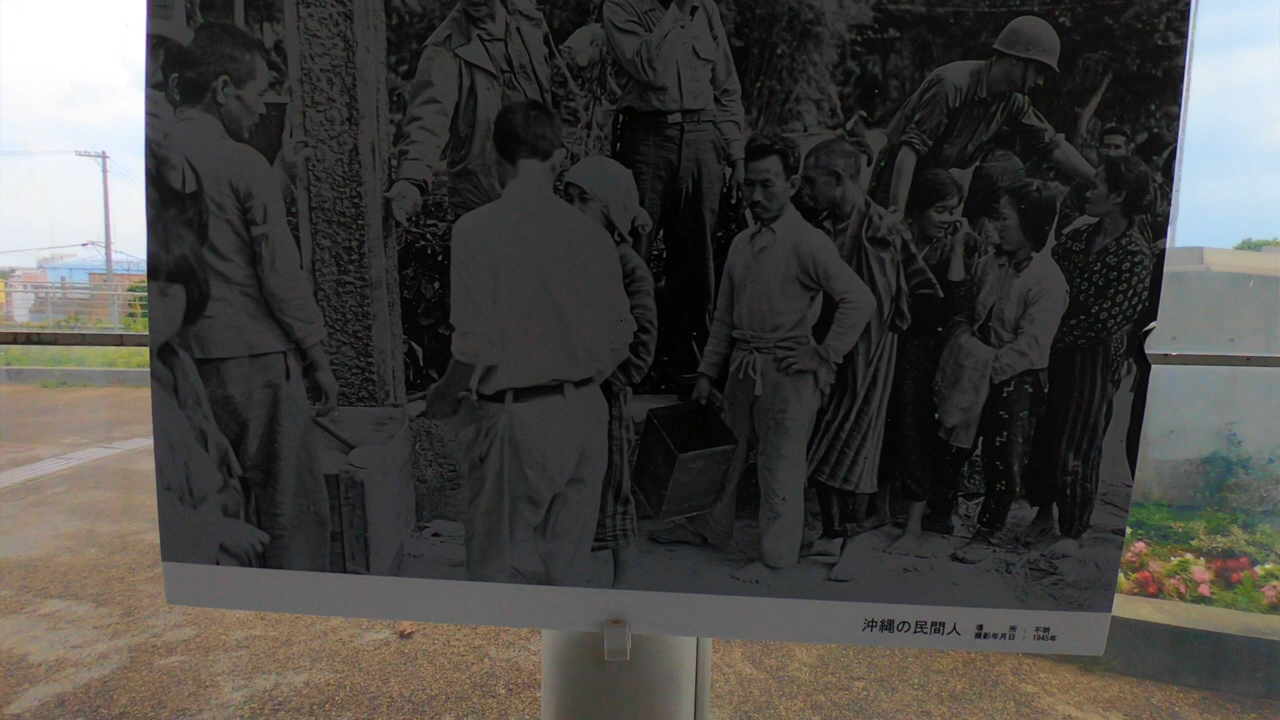 沖縄の民間人
場 所 : 不明
撮影年月日 : 1945年